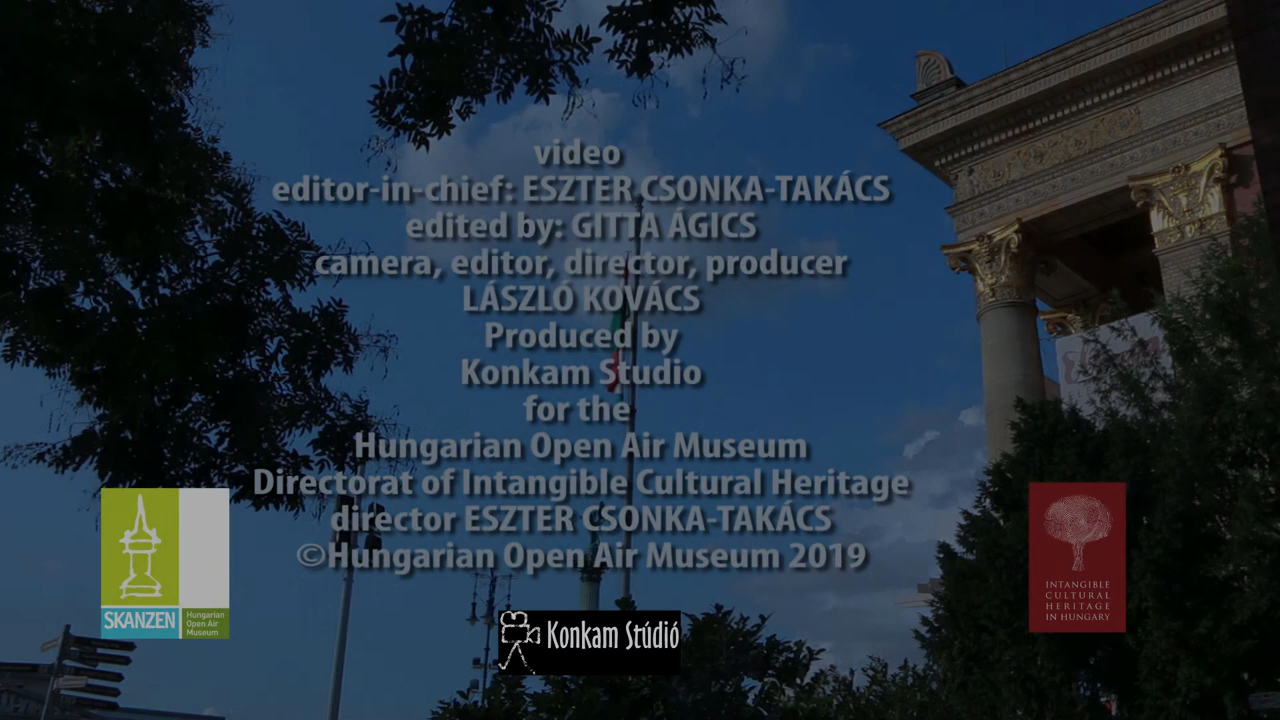 video
editor-in-chief: ESZTER CSONKA-TAKÁCS
edited by: GITTA ÁGICS
camera, editor, director, producer
LÁSZLÓ KOVÁCS
Produced by
Konkam Studio
for the
Hungarian Open Air Museum
Directorat of Intangible Cultural Heritage
director ESZTER CSONKA-TAKÁCS
©Hungarian Open Air Museum 2019
SKANZEN
Hungarian
Open Air
Museum
Konkam Stúdió
INTANGIBLE
CULTURAL
HERITAGE
IN HUNGARY